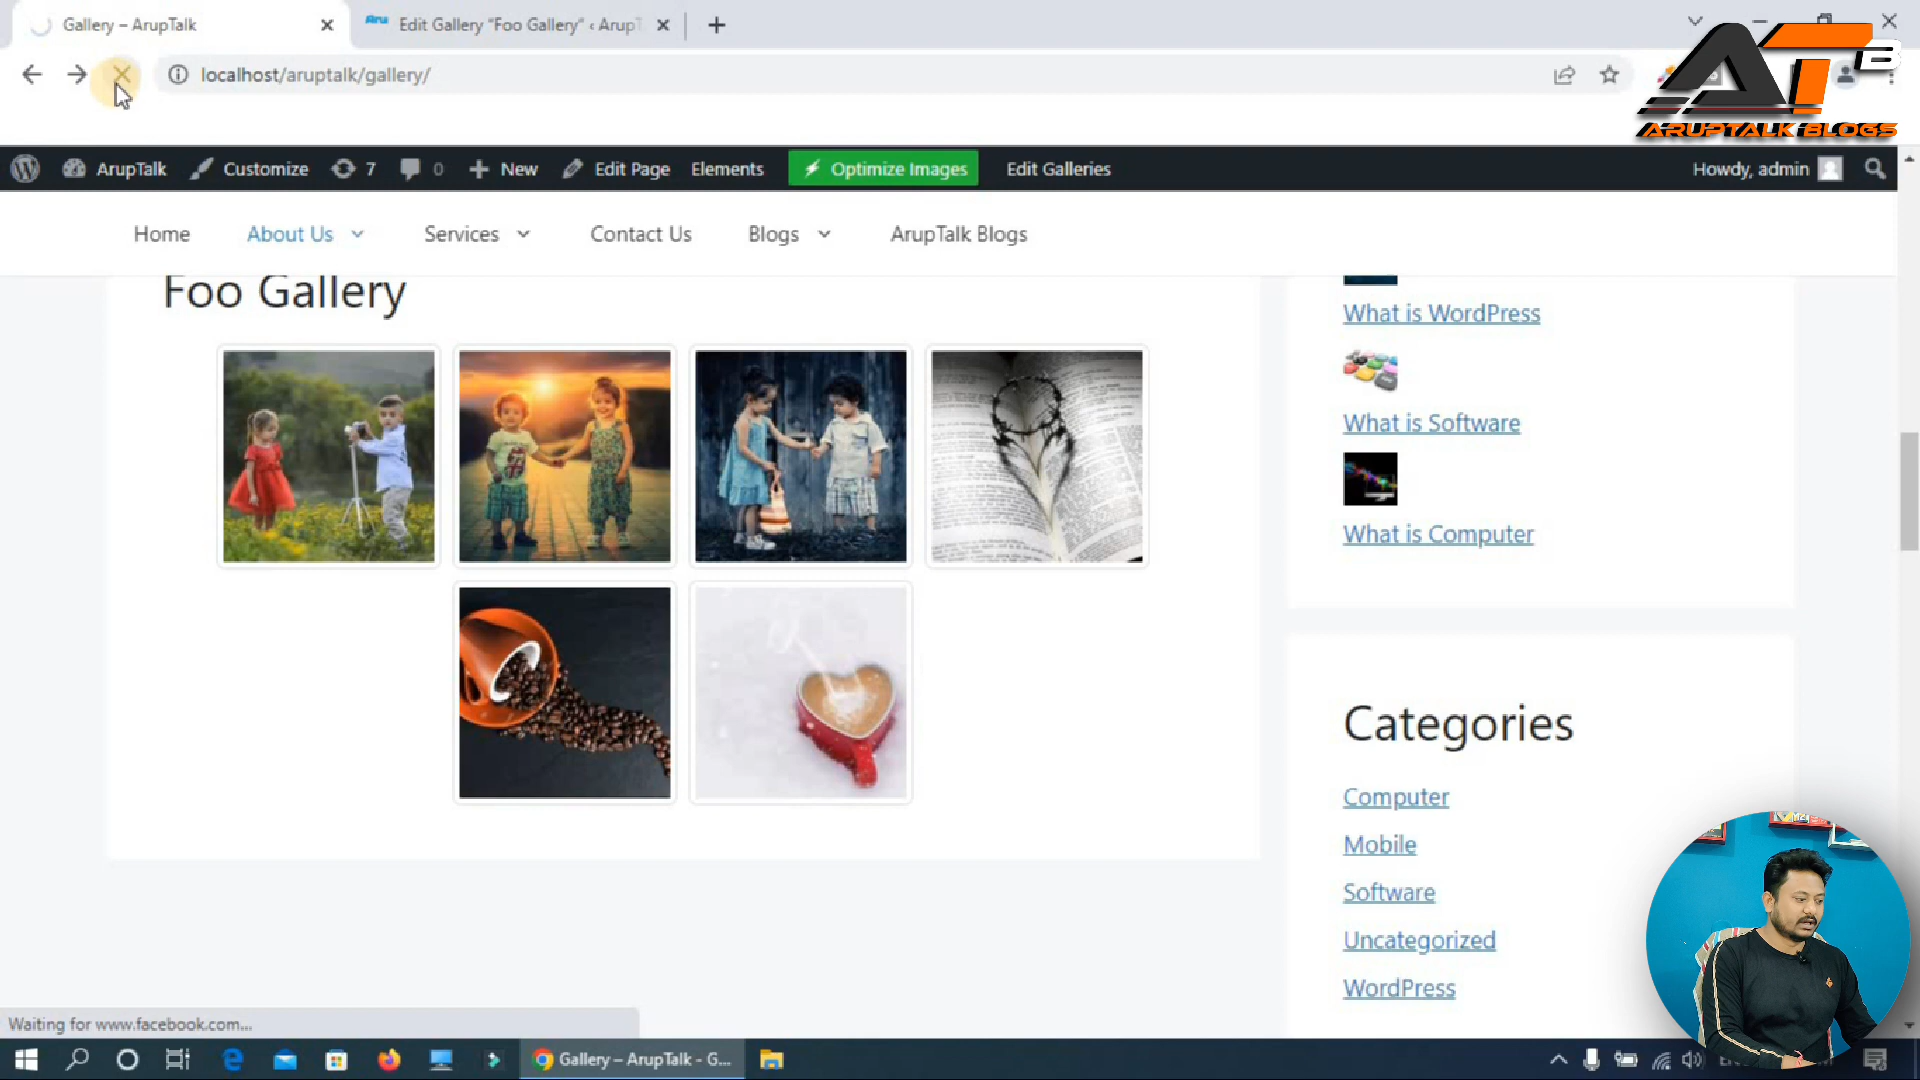 Gallery – ArupTalk
Edit Gallery “Foo Gallery” ‹ ArupT
localhost/aruptalk/gallery/
ATB
ARUPTALK BLOGS
ArupTalk
Customize
7
0
New
Edit Page
Elements
Optimize Images
Edit Galleries
Howdy, admin
Home
About Us
Services
Contact Us
Blogs
ArupTalk Blogs
Foo Gallery
What is WordPress
What is Software
What is Computer
Categories
Computer
Mobile
Software
Uncategorized
WordPress
Waiting for www.facebook.com...
Gallery – ArupTalk - G...